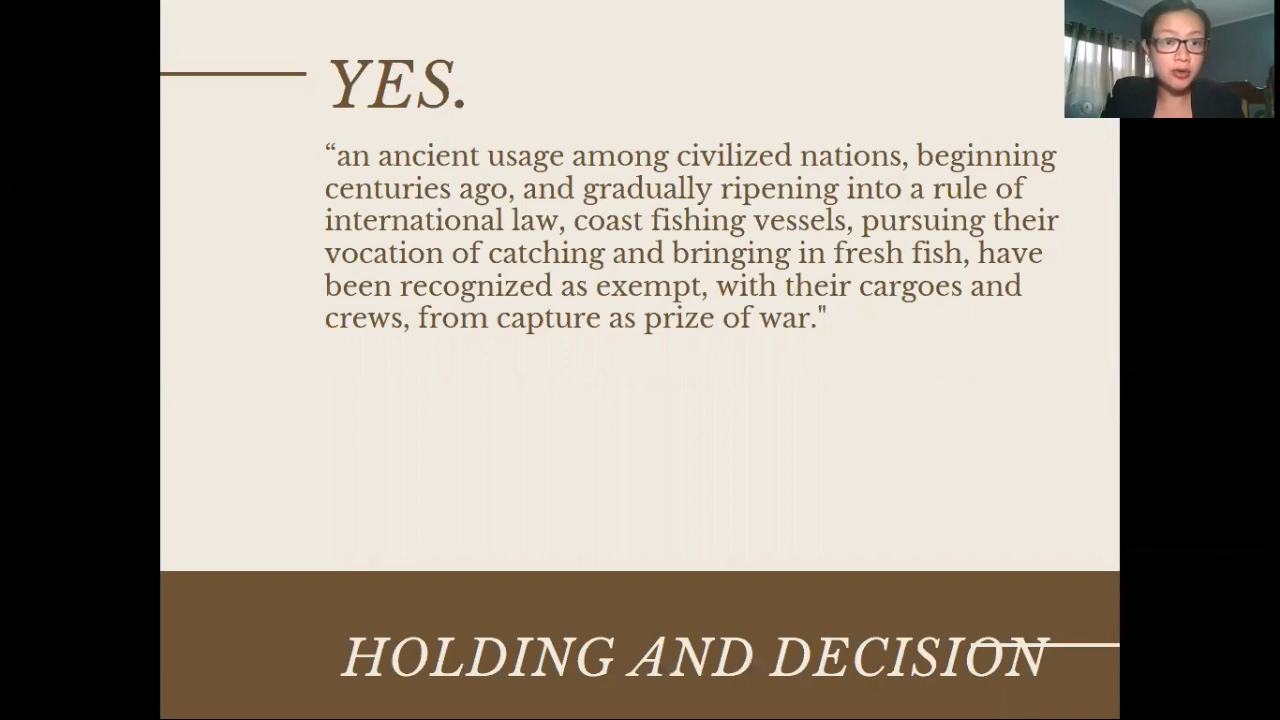 YES.
“an ancient usage among civilized nations, beginning
centuries ago, and gradually ripening into a rule of
international law, coast fishing vessels, pursuing their
vocation of catching and bringing in fresh fish, have
been recognized as exempt, with their cargoes and
crews, from capture as prize of war."
HOLDING AND DECISION